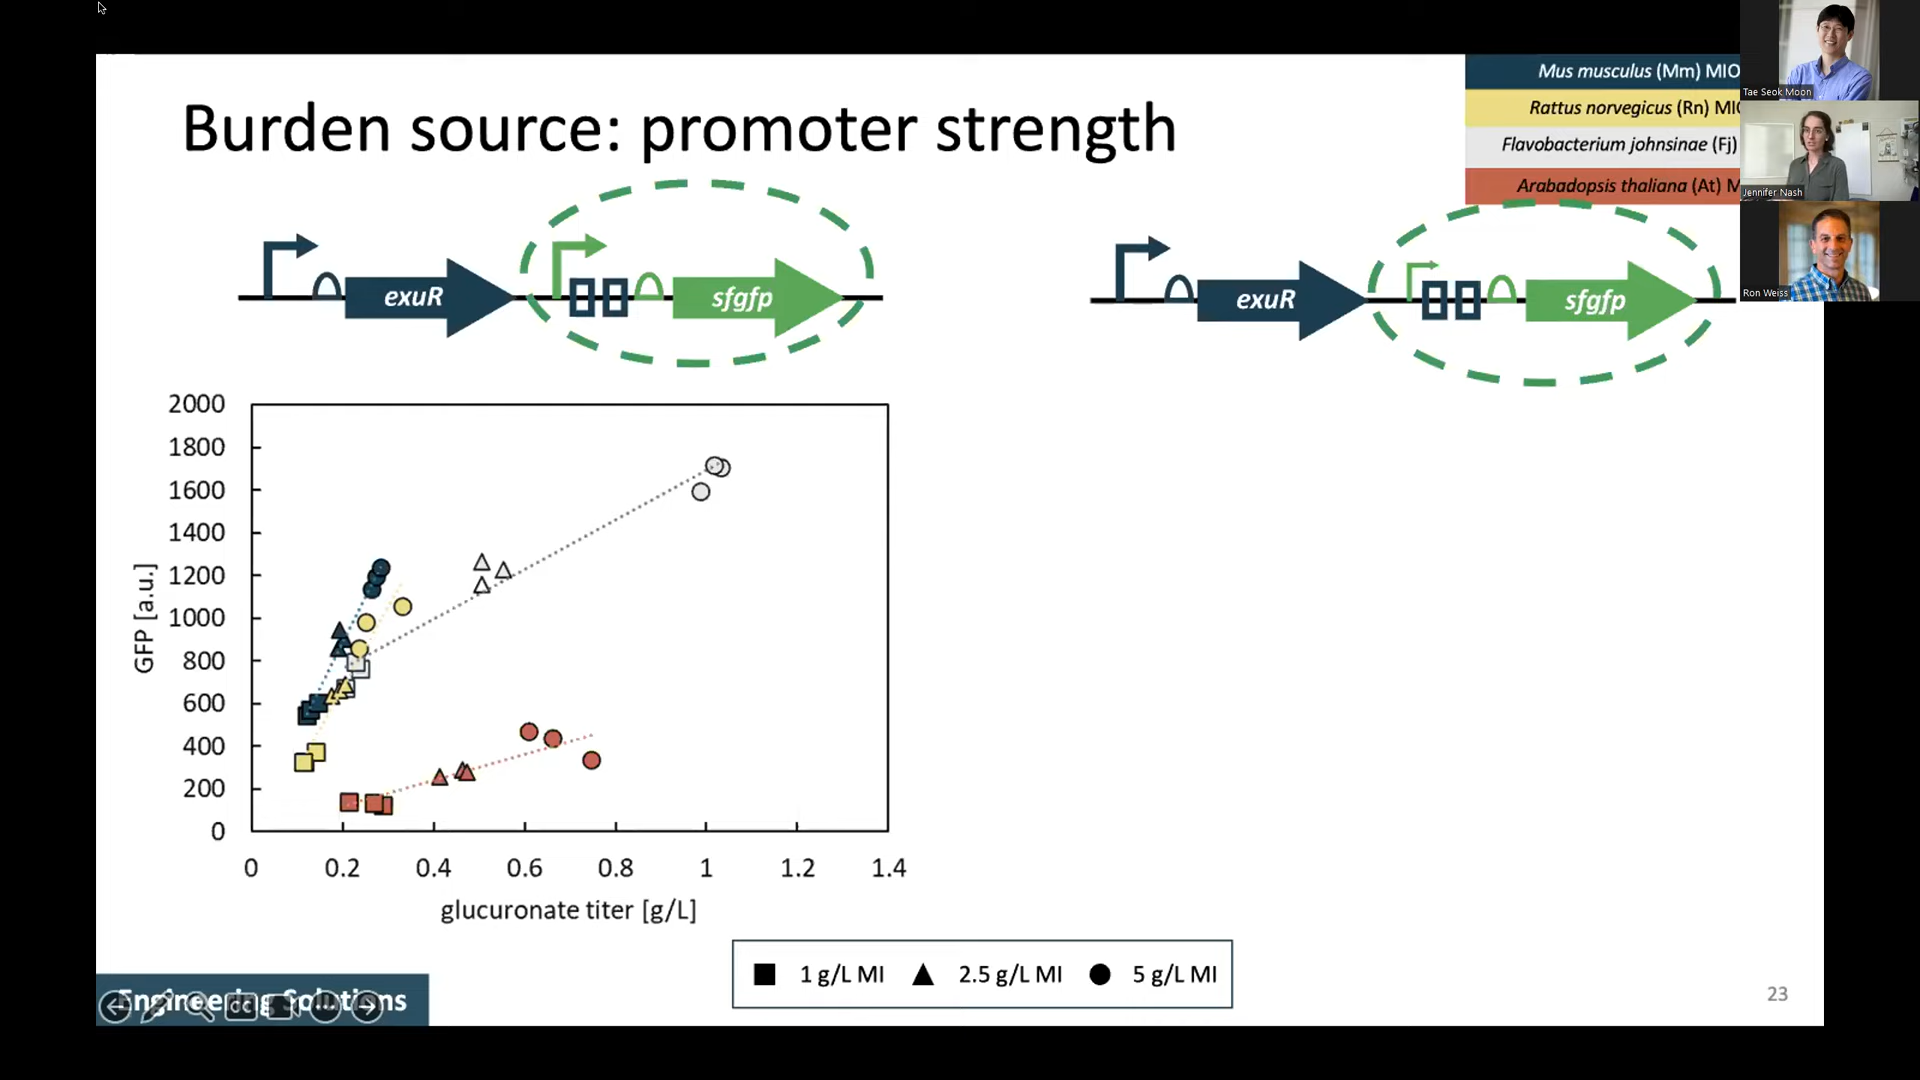 Burden source: promoter strength
Mus musculus (Mm) MIO
Rattus norvegicus (Rn)
Flavobacterium johnsinae (Fj)
Arabadopsis thaliana (At)
Tae Seok Moon
Jennifer Nash
Ron Weiss
exuR
sfgfp
exuR
sfgfp
2000
1800
1600
1400
1200
1000
800
600
400
200
0
GFP [a.u.]
0 0.2 0.4 0.6 0.8 1 1.2 1.4
glucuronate titer [g/L]
1 g/L MI 2.5 g/L MI 5 g/L MI
Engineering Solutions
CC
23